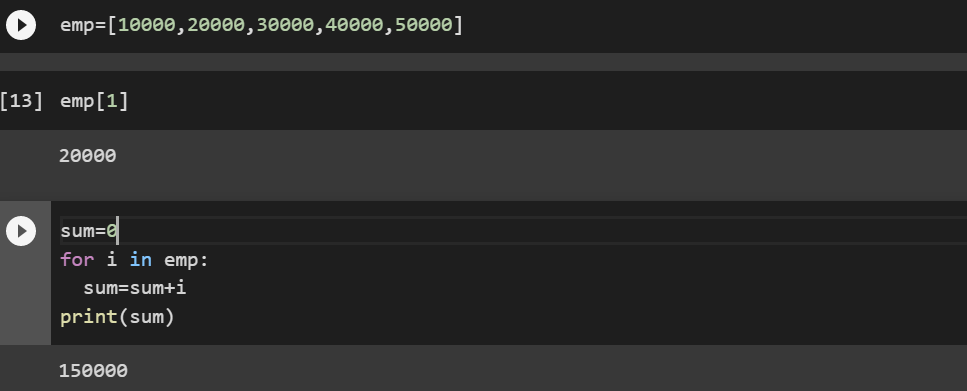 emp=[10000,20000,30000,40000,50000]
[13] emp[1]
20000
sum=0
for i in emp:
  sum=sum+i
print(sum)
150000